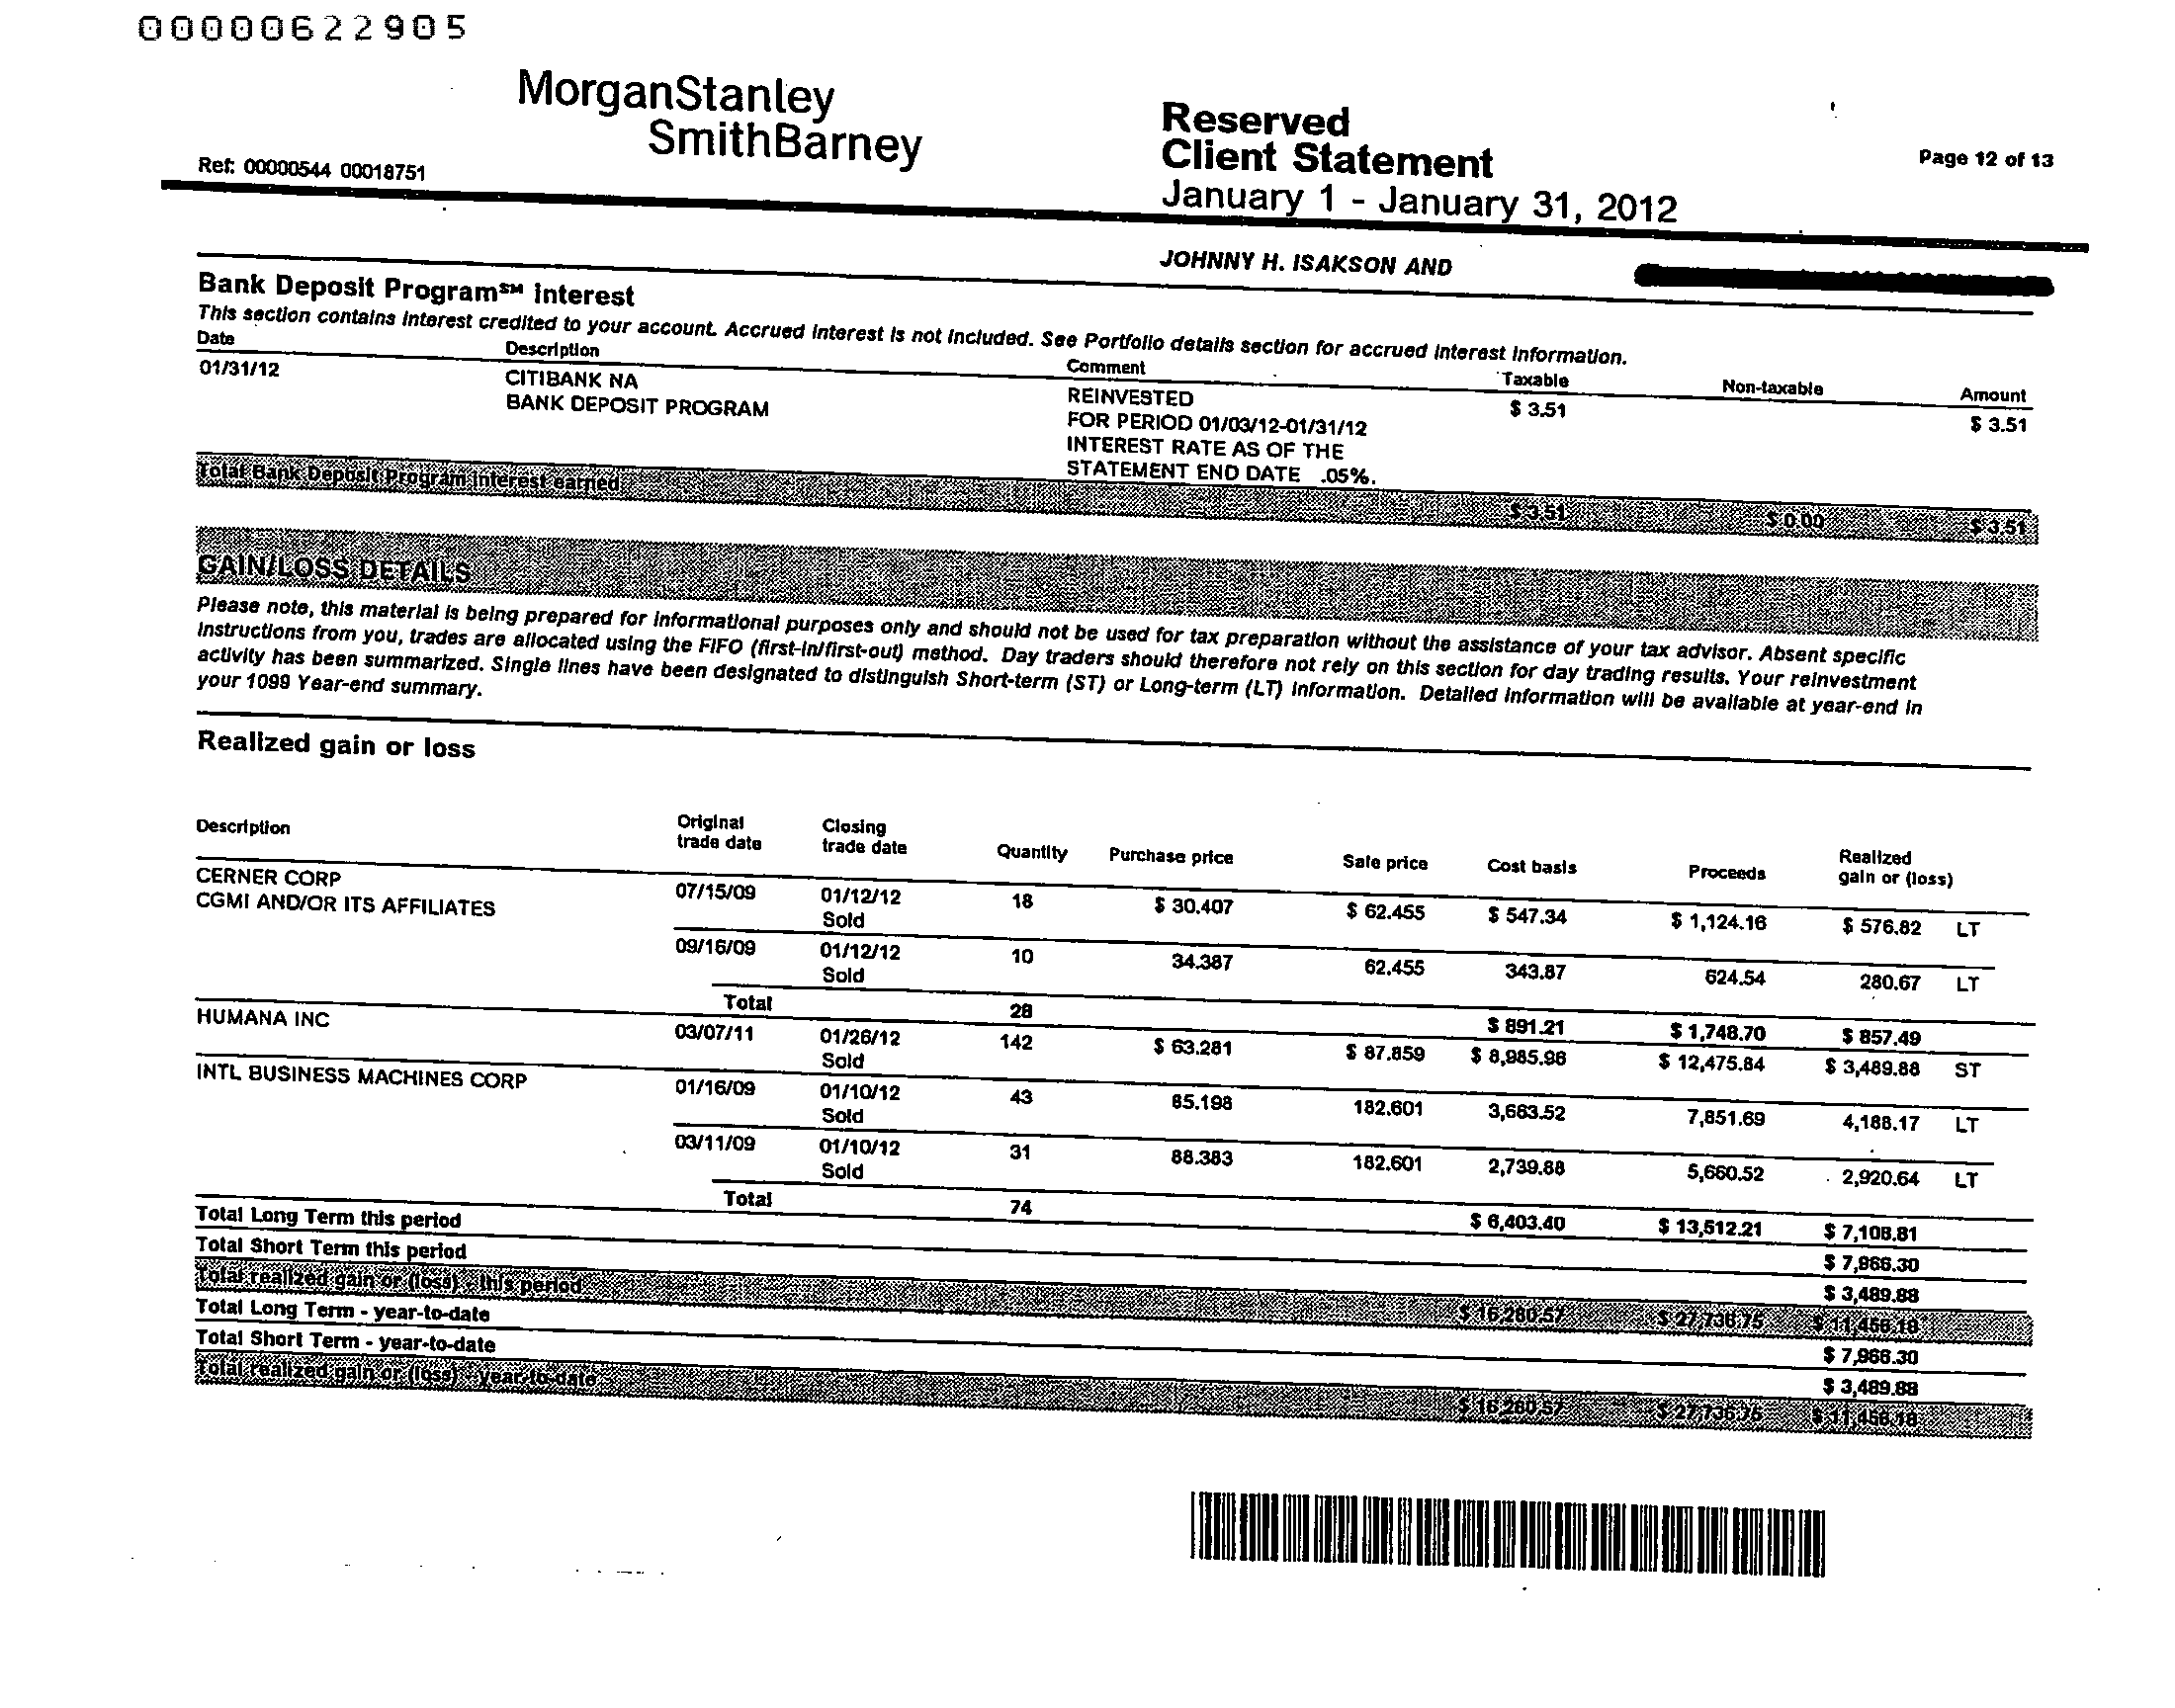 00000622905
MorganStanley
SmithBarney
Ref: 00000544 00018751
Reserved
Client Statement
January 1 - January 31, 2012
Page 12 of 13
JOHNNY H. ISAKSON AND
Bank Deposit Program℠ interest
This section contains interest credited to your account. Accrued interest is not included. See Portfolio details section for accrued interest information.
Date Description Comment Taxable Non-taxable Amount
01/31/12 CITIBANK NA REINVESTED $ 3.51 $ 3.51
BANK DEPOSIT PROGRAM FOR PERIOD 01/03/12-01/31/12
INTEREST RATE AS OF THE
STATEMENT END DATE .05%.
Total Bank Deposit Program interest earned $ 3.51 $ 0.00 $ 3.51
GAIN/LOSS DETAILS
Please note, this material is being prepared for informational purposes only and should not be used for tax preparation without the assistance of your tax advisor. Absent specific
instructions from you, trades are allocated using the FIFO (first-in/first-out) method. Day traders should therefore not rely on this section for day trading results. Your reinvestment
activity has been summarized. Single lines have been designated to distinguish Short-term (ST) or Long-term (LT) information. Detailed information will be available at year-end in
your 1099 Year-end summary.
Realized gain or loss
Description Original trade date Closing trade date Quantity Purchase price Sale price Cost basis Proceeds Realized gain or (loss)
CERNER CORP 07/15/09 01/12/12 18 $ 30.407 $ 62.455 $ 547.34 $ 1,124.16 $ 576.82 LT
CGMI AND/OR ITS AFFILIATES Sold
09/16/09 01/12/12 10 34.387 62.455 343.87 624.54 280.67 LT
Sold
Total 28 $ 891.21 $ 1,748.70 $ 857.49
HUMANA INC 03/07/11 01/26/12 142 $ 63.281 $ 87.859 $ 8,985.96 $ 12,475.84 $ 3,489.88 ST
Sold
INTL BUSINESS MACHINES CORP 01/16/09 01/10/12 43 85.198 182.601 3,663.52 7,851.69 4,188.17 LT
Sold
03/11/09 01/10/12 31 88.383 182.601 2,739.88 5,660.52 2,920.64 LT
Sold
Total 74 $ 6,403.40 $ 13,512.21 $ 7,108.81
Total Long Term this period $ 7,966.30
Total Short Term this period $ 3,489.88
Total realized gain or (loss) - this period $ 16,280.57 $ 27,736.75 $ 11,456.18
Total Long Term - year-to-date $ 7,966.30
Total Short Term - year-to-date $ 3,489.88
Total realized gain or (loss) - year-to-date $ 16,280.57 $ 27,736.75 $ 11,456.18